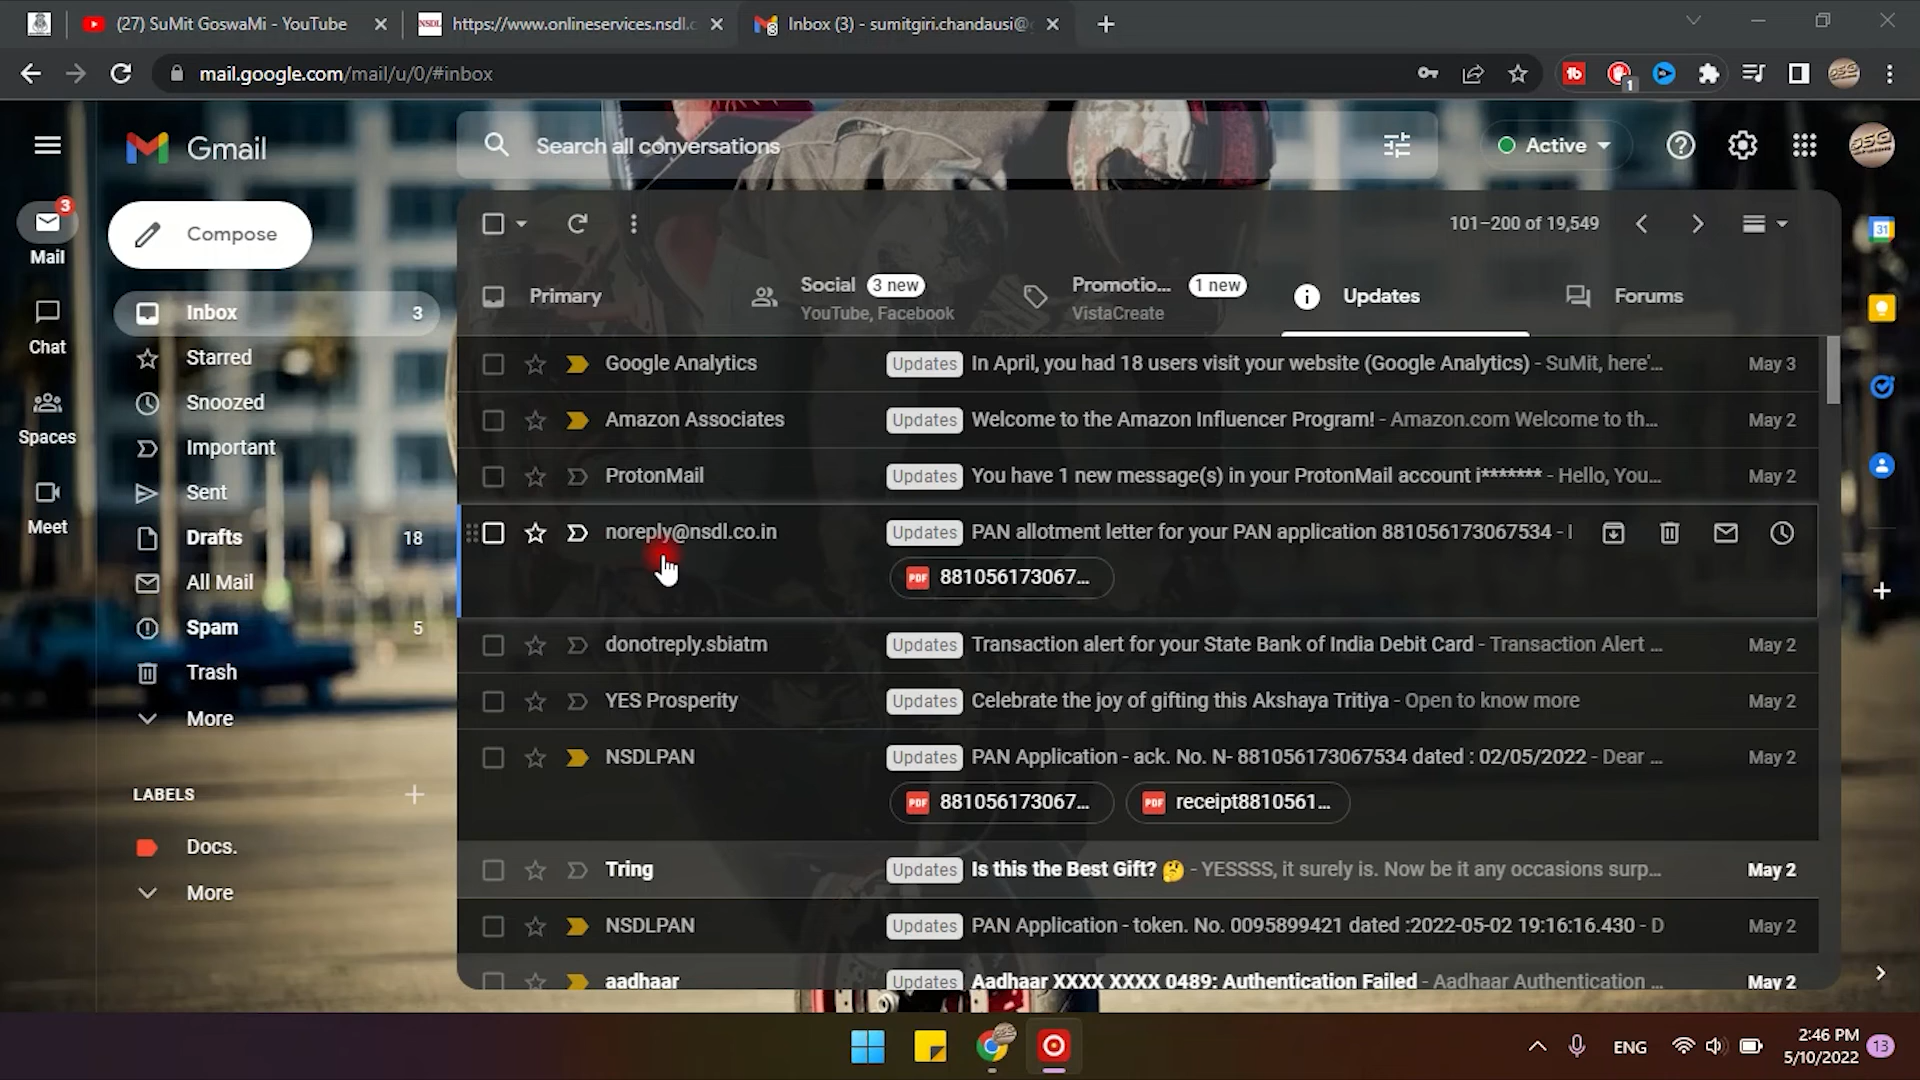 (27) SuMit GoswaMi - YouTube
NSDL https://www.onlineservices.nsdl.c
Inbox (3) - sumitgiri.chandausi@
mail.google.com/mail/u/0/#inbox
1
Gmail
Search all conversations
Active
3
Mail
Chat
Spaces
Meet
Compose
Inbox 3
Starred
Snoozed
Important
Sent
Drafts 18
All Mail
Spam 5
Trash
More
LABELS
Docs.
More
101–200 of 19,549
Primary
Social 3 new
YouTube, Facebook
Promotio... 1 new
VistaCreate
Updates
Forums
Google Analytics Updates In April, you had 18 users visit your website (Google Analytics) - SuMit, here'... May 3
Amazon Associates Updates Welcome to the Amazon Influencer Program! - Amazon.com Welcome to th... May 2
ProtonMail Updates You have 1 new message(s) in your ProtonMail account i******* - Hello, You... May 2
noreply@nsdl.co.in Updates PAN allotment letter for your PAN application 881056173067534 -
PDF 881056173067...
donotreply.sbiatm Updates Transaction alert for your State Bank of India Debit Card - Transaction Alert ... May 2
YES Prosperity Updates Celebrate the joy of gifting this Akshaya Tritiya - Open to know more May 2
NSDLPAN Updates PAN Application - ack. No. N- 881056173067534 dated : 02/05/2022 - Dear ... May 2
PDF 881056173067... PDF receipt8810561...
Tring Updates Is this the Best Gift? 🤔 - YESSSS, it surely is. Now be it any occasions surp... May 2
NSDLPAN Updates PAN Application - token. No. 0095899421 dated :2022-05-02 19:16:16.430 - D May 2
aadhaar Updates Aadhaar XXXX XXXX 0489: Authentication Failed - Aadhaar Authentication ... May 2
31
ENG
2:46 PM
5/10/2022
13